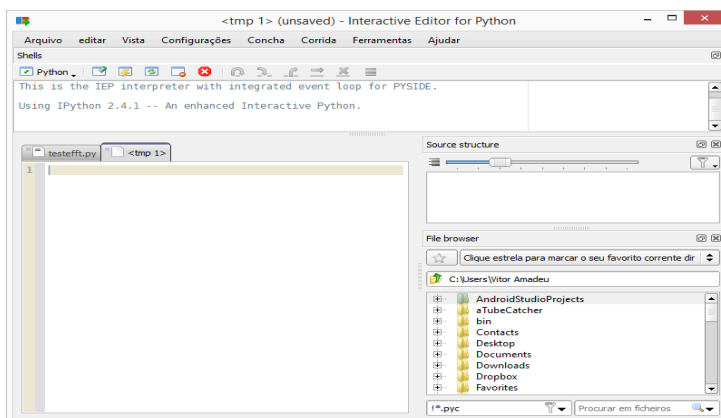 <tmp 1> (unsaved) - Interactive Editor for Python
Arquivo editar Vista Configurações Concha Corrida Ferramentas Ajudar
Shells
Python
This is the IEP interpreter with integrated event loop for PYSIDE.
Using IPython 2.4.1 -- An enhanced Interactive Python.
testefft.py <tmp 1>
1
Source structure
File browser
Clique estrela para marcar o seu favorito corrente dir
C:\Users\Vitor Amadeu
AndroidStudioProjects
aTubeCatcher
bin
Contacts
Desktop
Documents
Downloads
Dropbox
Favorites
!*.pyc
Procurar em ficheiros